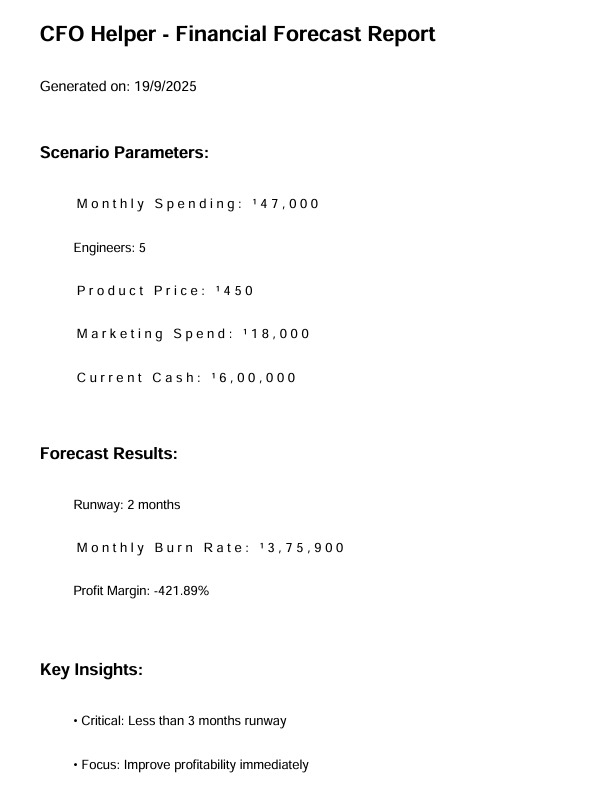 CFO Helper - Financial Forecast Report
Generated on: 19/9/2025
Scenario Parameters:
Monthly Spending: ¹47,000
Engineers: 5
Product Price: ¹450
Marketing Spend: ¹18,000
Current Cash: ¹6,00,000
Forecast Results:
Runway: 2 months
Monthly Burn Rate: ¹3,75,900
Profit Margin: -421.89%
Key Insights:
• Critical: Less than 3 months runway
• Focus: Improve profitability immediately